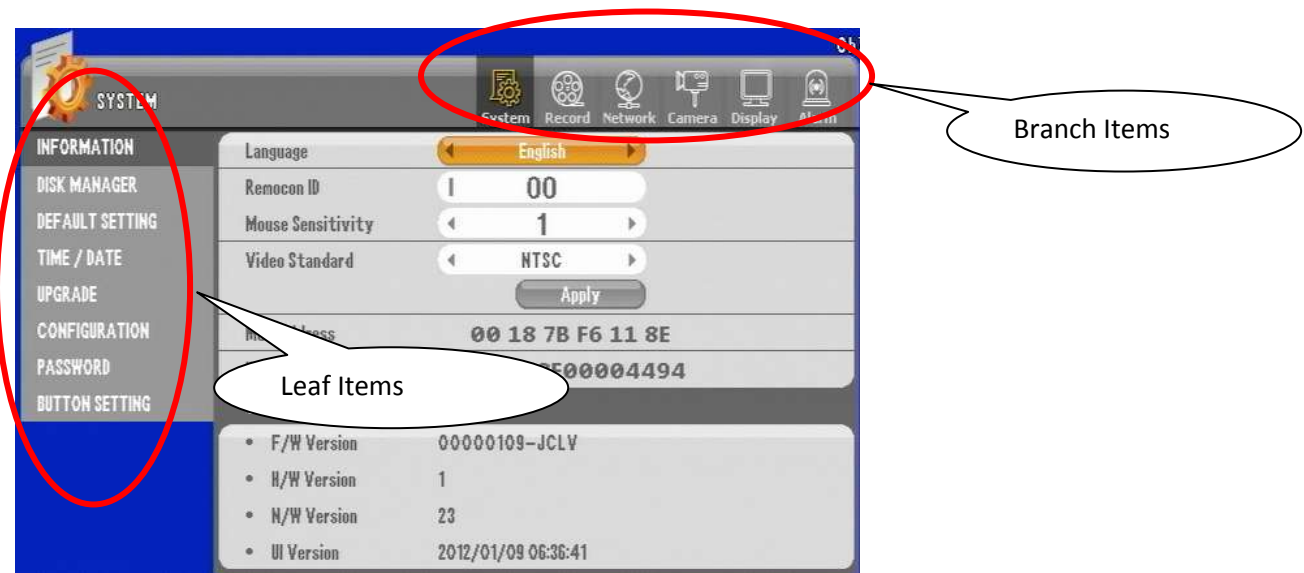 SYSTEM
System Record Network Camera Display Alarm
Branch Items
INFORMATION
DISK MANAGER
DEFAULT SETTING
TIME / DATE
UPGRADE
CONFIGURATION
PASSWORD
BUTTON SETTING
Language English
Remocon ID 00
Mouse Sensitivity 1
Video Standard NTSC
Apply
00 18 7B F6 11 8E
00004494
Leaf Items
• F/W Version 00000109-JCLV
• H/W Version 1
• N/W Version 23
• UI Version 2012/01/09 06:36:41